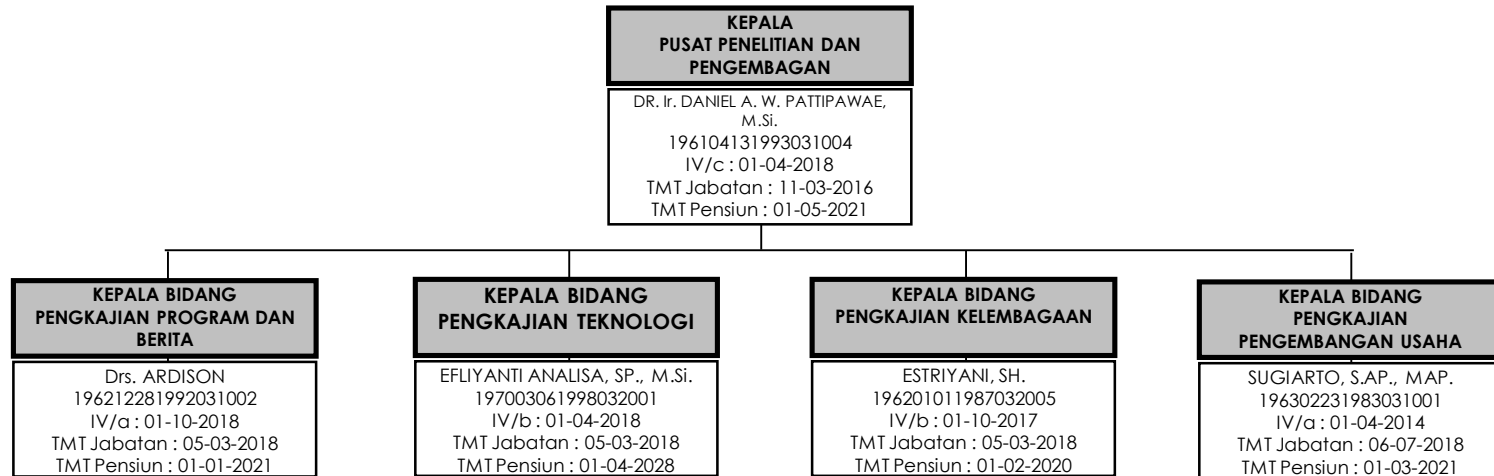 KEPALA
PUSAT PENELITIAN DAN
PENGEMBAGAN
DR. Ir. DANIEL A. W. PATTIPAWAE,
M.Si.
196104131993031004
IV/c : 01-04-2018
TMT Jabatan : 11-03-2016
TMT Pensiun : 01-05-2021
KEPALA BIDANG
PENGKAJIAN PROGRAM DAN
BERITA
Drs. ARDISON
196212281992031002
IV/a : 01-10-2018
TMT Jabatan : 05-03-2018
TMT Pensiun : 01-01-2021
KEPALA BIDANG
PENGKAJIAN TEKNOLOGI
EFLIYANTI ANALISA, SP., M.Si.
197003061998032001
IV/b : 01-04-2018
TMT Jabatan : 05-03-2018
TMT Pensiun : 01-04-2028
KEPALA BIDANG
PENGKAJIAN KELEMBAGAAN
ESTRIYANI, SH.
196201011987032005
IV/b : 01-10-2017
TMT Jabatan : 05-03-2018
TMT Pensiun : 01-02-2020
KEPALA BIDANG
PENGKAJIAN
PENGEMBANGAN USAHA
SUGIARTO, S.AP., MAP.
196302231983031001
IV/a : 01-04-2014
TMT Jabatan : 06-07-2018
TMT Pensiun : 01-03-2021